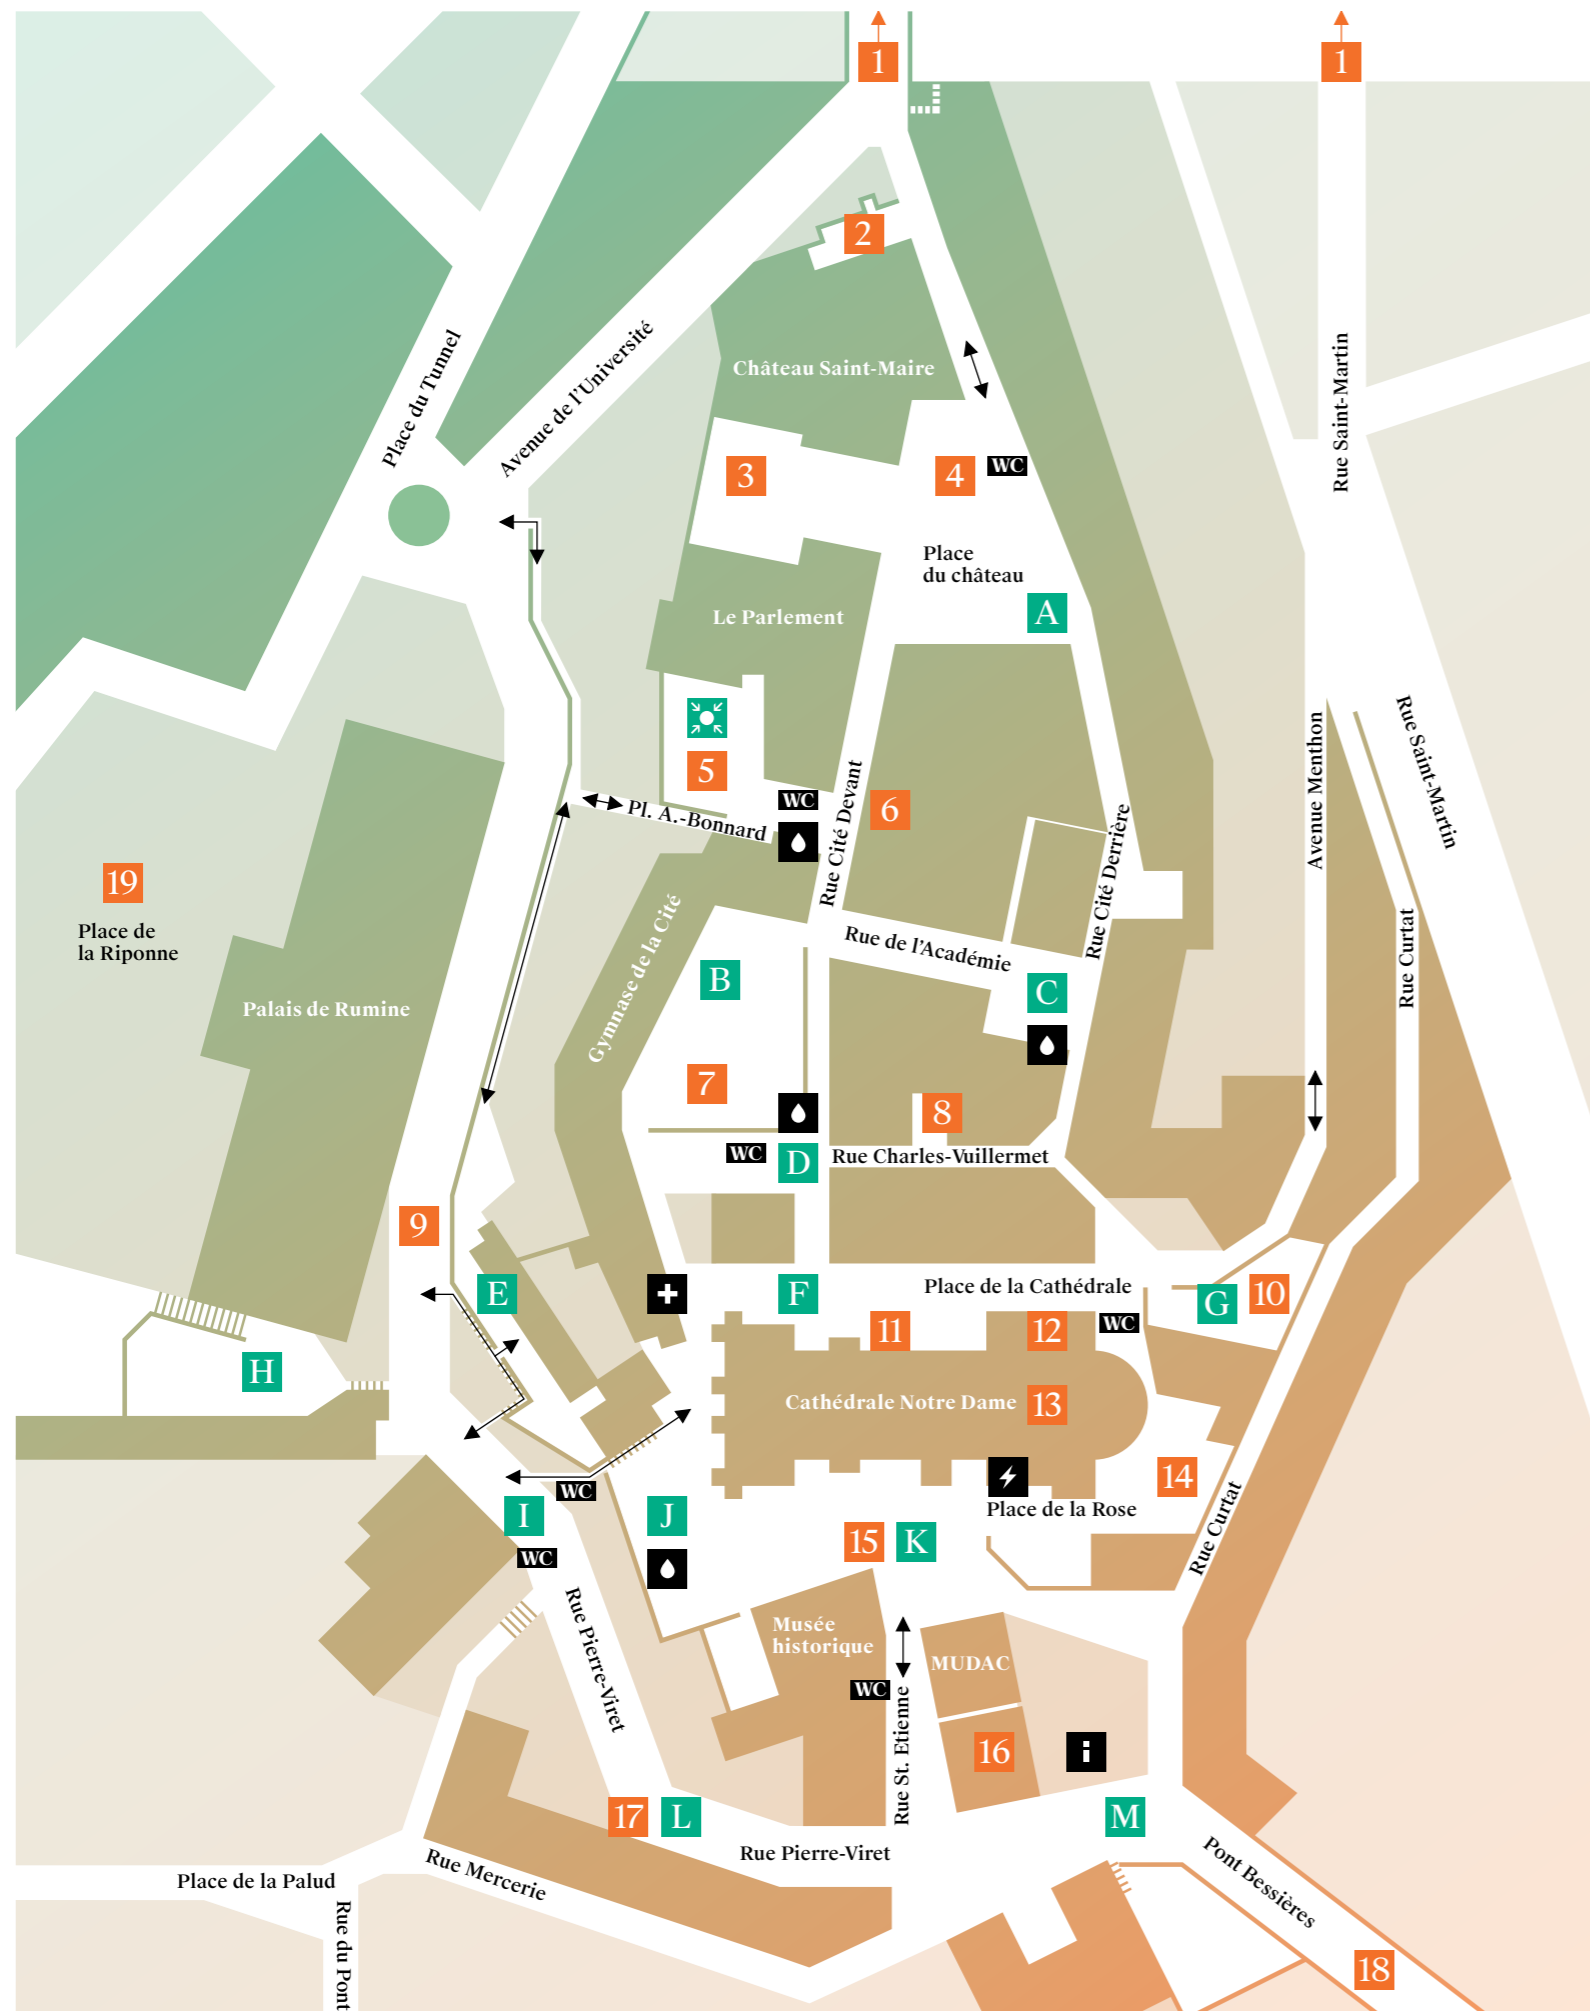 1
1
2
Château Saint-Maire
Place du Tunnel
Avenue de l'Université
Rue Saint-Martin
3
4
WC
Place
du château
A
Le Parlement
5
6
WC
Pl. A.-Bonnard
Rue Cité Devant
Rue Cité Derrière
Avenue Menthon
Rue Saint-Martin
19
Place de
la Riponne
Palais de Rumine
Gymnase de la Cité
Rue de l'Académie
B
C
Rue Curtat
7
8
WC
D
Rue Charles-Vuillermet
9
E
F
Place de la Cathédrale
G
10
11
12
WC
H
Cathédrale Notre Dame
13
14
WC
I
J
Place de la Rose
Rue Curtat
15
K
WC
Rue Pierre-Viret
Musée
historique
MUDAC
WC
Rue St. Etienne
16
i
17
L
M
Rue Pierre-Viret
Pont Bessières
Place de la Palud
Rue Mercerie
Rue du Pont
18